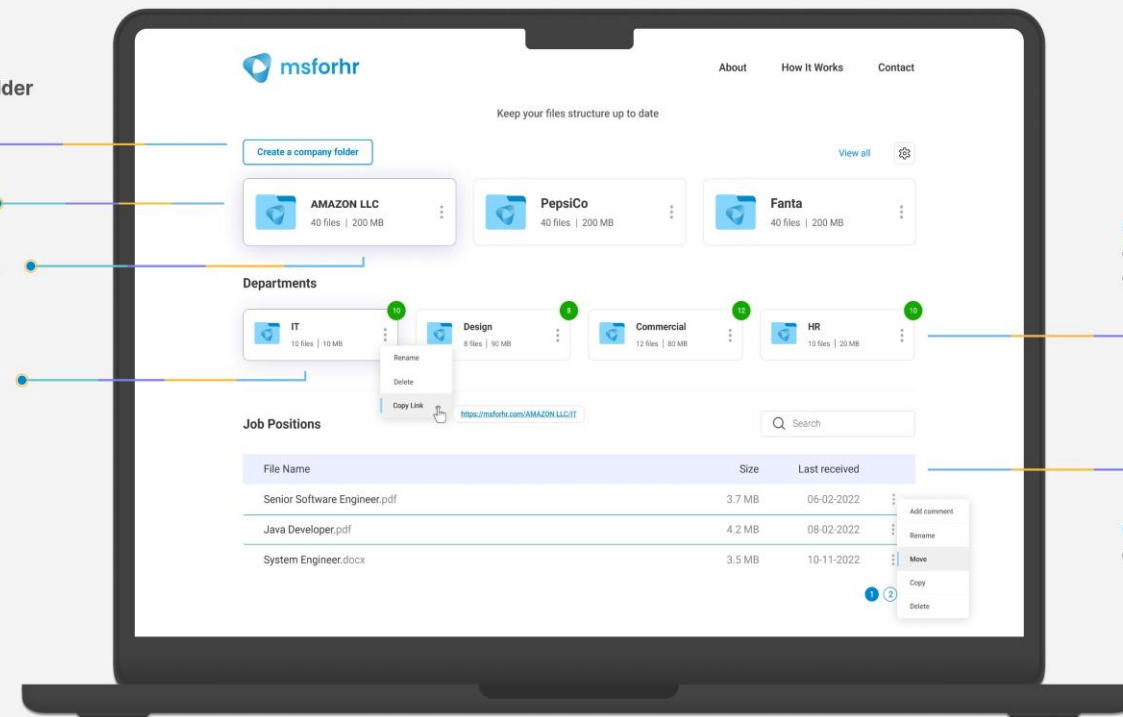 lder
msforhr
About How It Works Contact
Keep your files structure up to date
Create a company folder
View all
AMAZON LLC
40 files | 200 MB
PepsiCo
40 files | 200 MB
Fanta
40 files | 200 MB
Departments
10
IT
10 files | 10 MB
8
Design
8 files | 90 MB
12
Commercial
12 files | 80 MB
10
HR
10 files | 20 MB
Rename
Delete
Copy Link
https://msforhr.com/AMAZON LLC/IT
Job Positions
Search
File Name Size Last received
Senior Software Engineer.pdf 3.7 MB 06-02-2022
Java Developer.pdf 4.2 MB 08-02-2022
System Engineer.docx 3.5 MB 10-11-2022
Add comment
Rename
Move
Copy
Delete
1 2